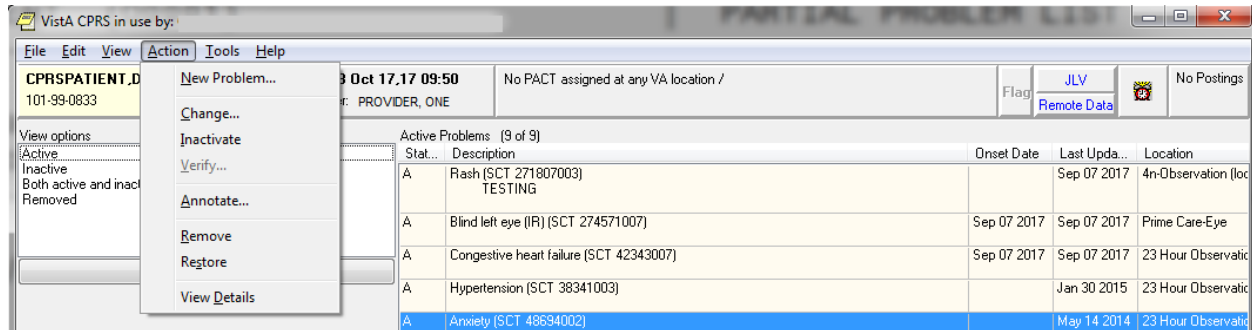 PARTIAL PROBLEM LIST
VistA CPRS in use by:
File Edit View Action Tools Help
CPRSPATIENT,D
101-99-0833
Oct 17,17 09:50
PROVIDER, ONE
No PACT assigned at any VA location /
Flag
JLV
Remote Data
No Postings
New Problem...
Change...
Inactivate
Verify...
Annotate...
Remove
Restore
View Details
View options
Active
Inactive
Both active and inact
Removed
Active Problems (9 of 9)
Stat... Description Onset Date Last Upda... Location
A Rash (SCT 271807003) Sep 07 2017 4n-Observation (loc
TESTING
A Blind left eye (IR) (SCT 274571007) Sep 07 2017 Sep 07 2017 Prime Care-Eye
A Congestive heart failure (SCT 42343007) Sep 07 2017 Sep 07 2017 23 Hour Observatio
A Hypertension (SCT 38341003) Jan 30 2015 23 Hour Observatio
A Anxiety (SCT 48694002) May 14 2014 23 Hour Observatio